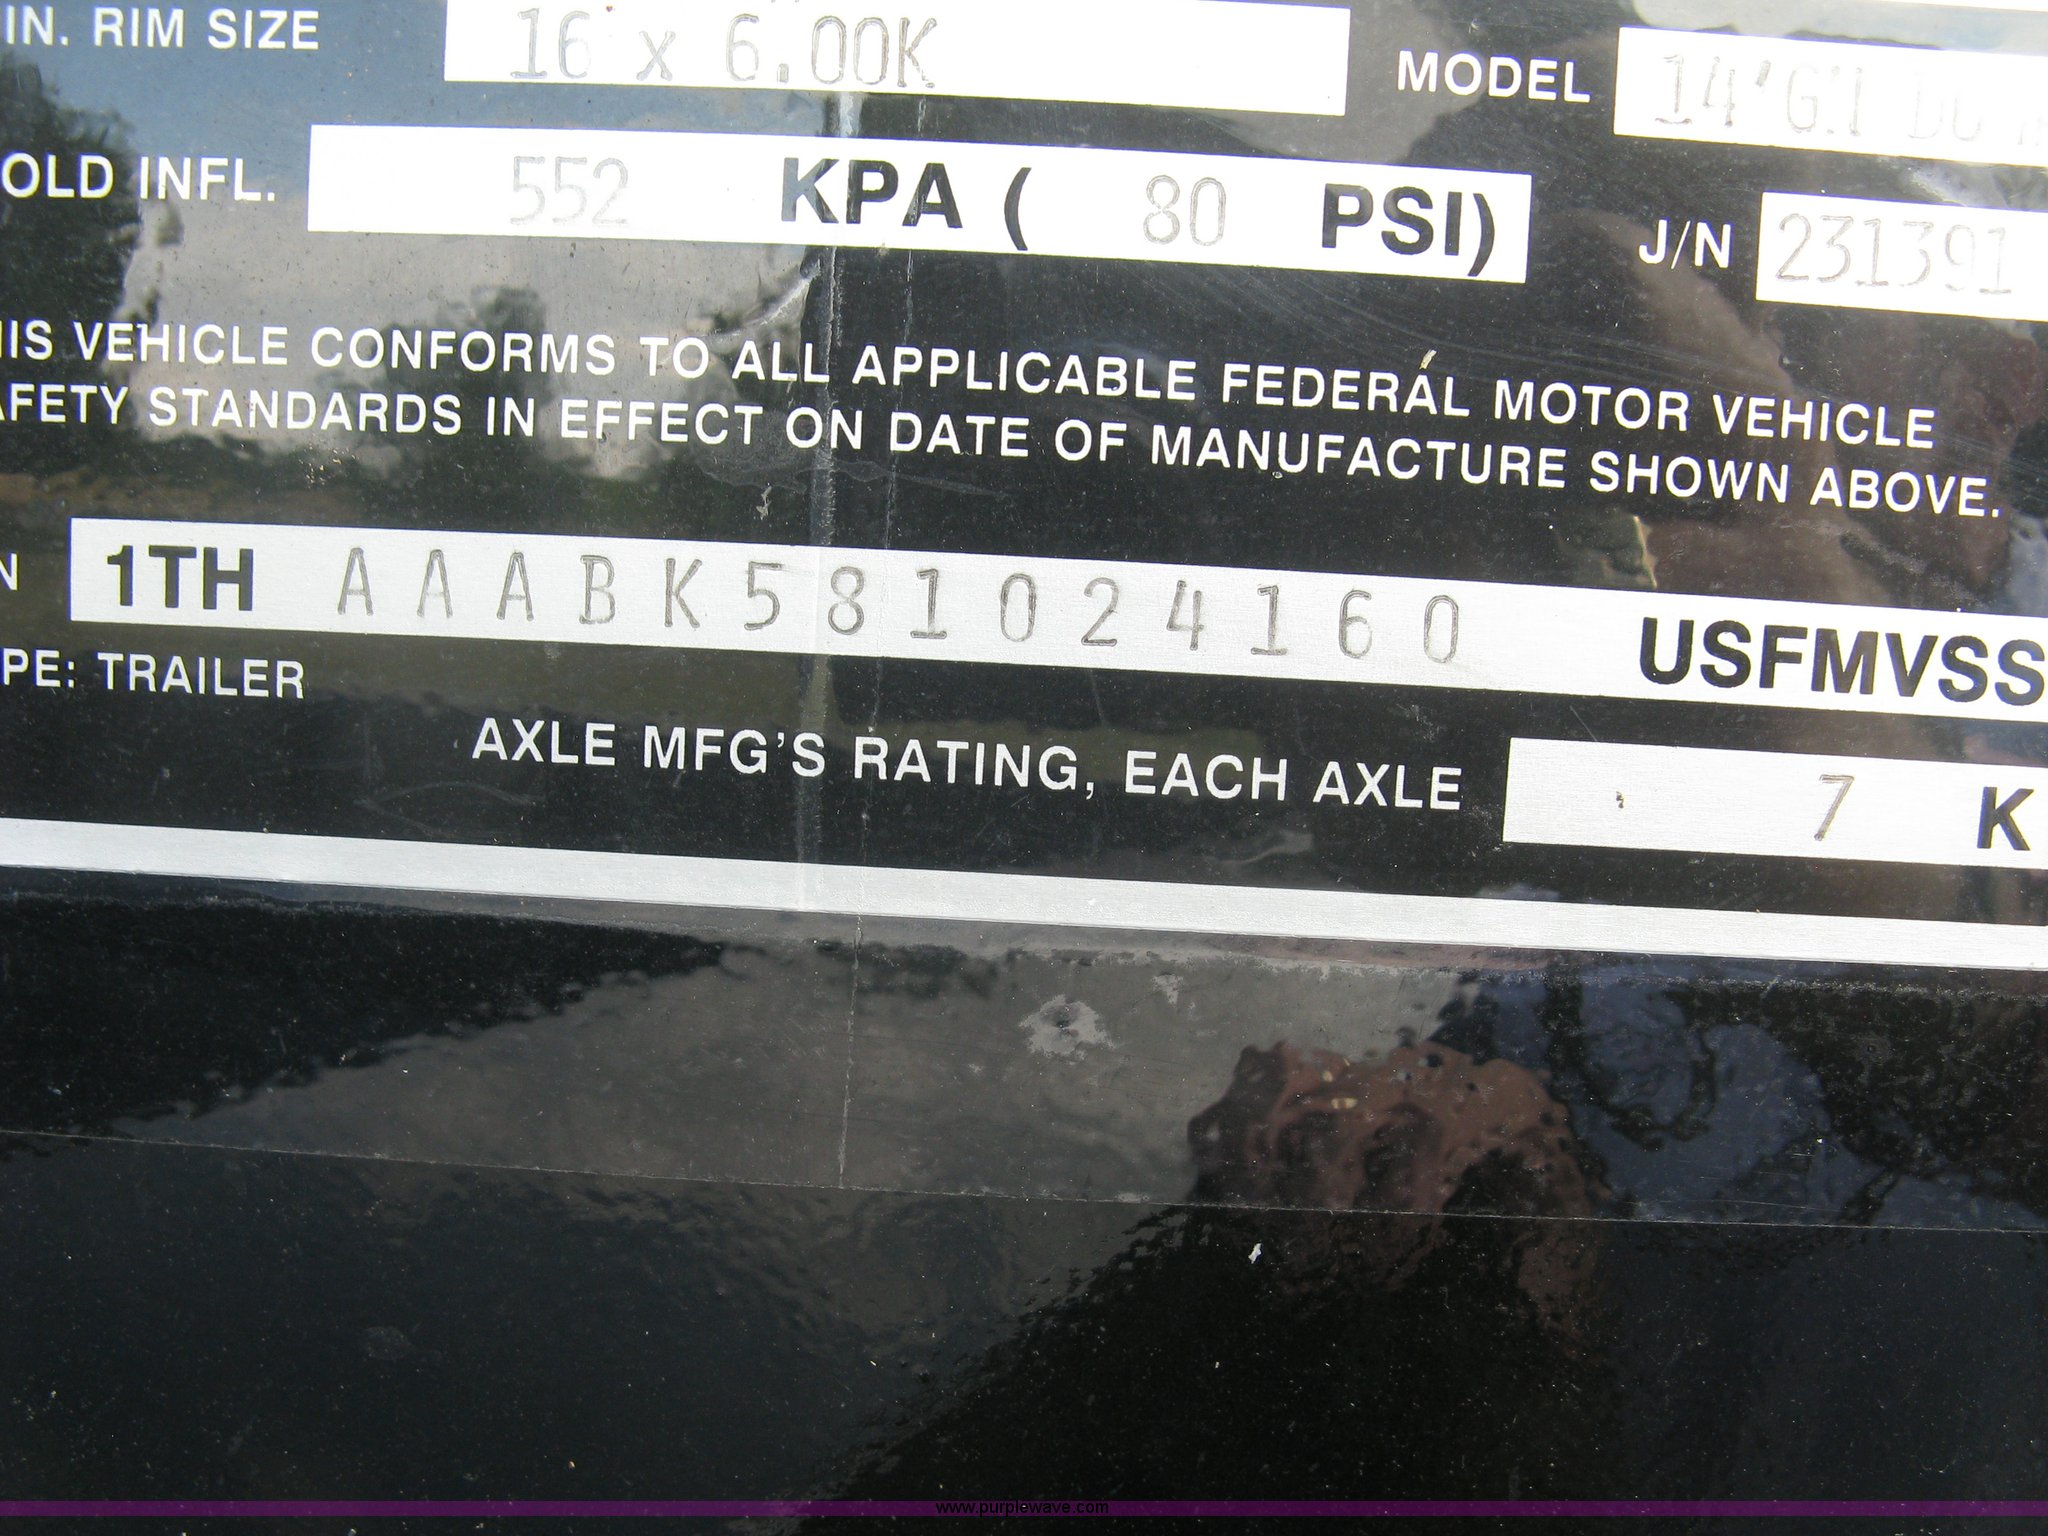 IN. RIM SIZE 16 x 6.00K MODEL 14'
OLD INFL. 552 KPA ( 80 PSI) J/N 231391
IS VEHICLE CONFORMS TO ALL APPLICABLE FEDERAL MOTOR VEHICLE
AFETY STANDARDS IN EFFECT ON DATE OF MANUFACTURE SHOWN ABOVE.
N 1TH AAABK581024160 USFMVSS
PE: TRAILER
AXLE MFG'S RATING, EACH AXLE 7 K
www.purplewave.com